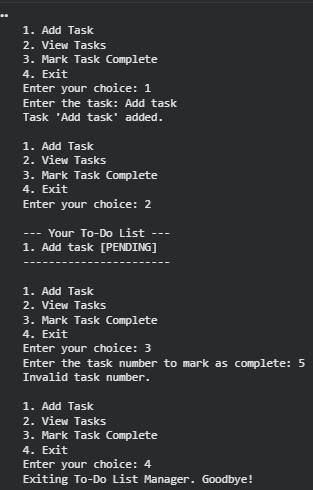 1. Add Task
2. View Tasks
3. Mark Task Complete
4. Exit
Enter your choice: 1
Enter the task: Add task
Task 'Add task' added.

1. Add Task
2. View Tasks
3. Mark Task Complete
4. Exit
Enter your choice: 2

--- Your To-Do List ---
1. Add task [PENDING]
-----------------------

1. Add Task
2. View Tasks
3. Mark Task Complete
4. Exit
Enter your choice: 3
Enter the task number to mark as complete: 5
Invalid task number.

1. Add Task
2. View Tasks
3. Mark Task Complete
4. Exit
Enter your choice: 4
Exiting To-Do List Manager. Goodbye!